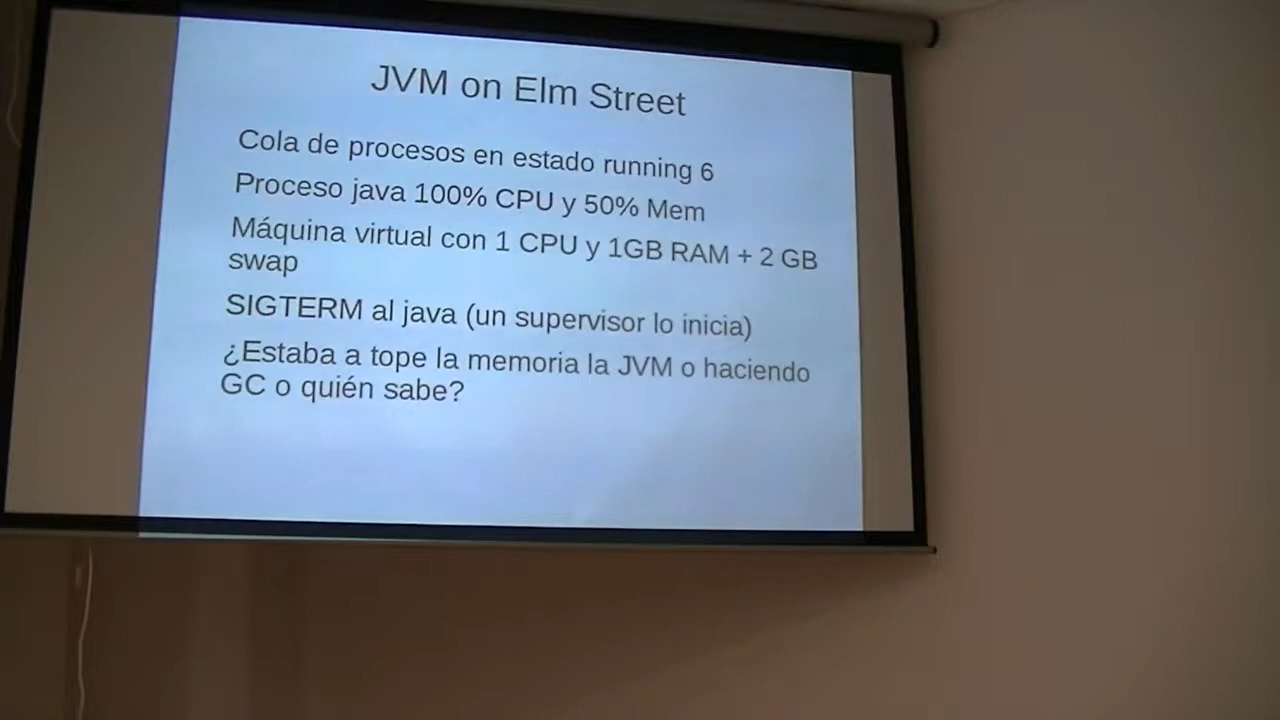 JVM on Elm Street
Cola de procesos en estado running 6
Proceso java 100% CPU y 50% Mem
Máquina virtual con 1 CPU y 1GB RAM + 2 GB
swap
SIGTERM al java (un supervisor lo inicia)
¿Estaba a tope la memoria la JVM o haciendo
GC o quién sabe?